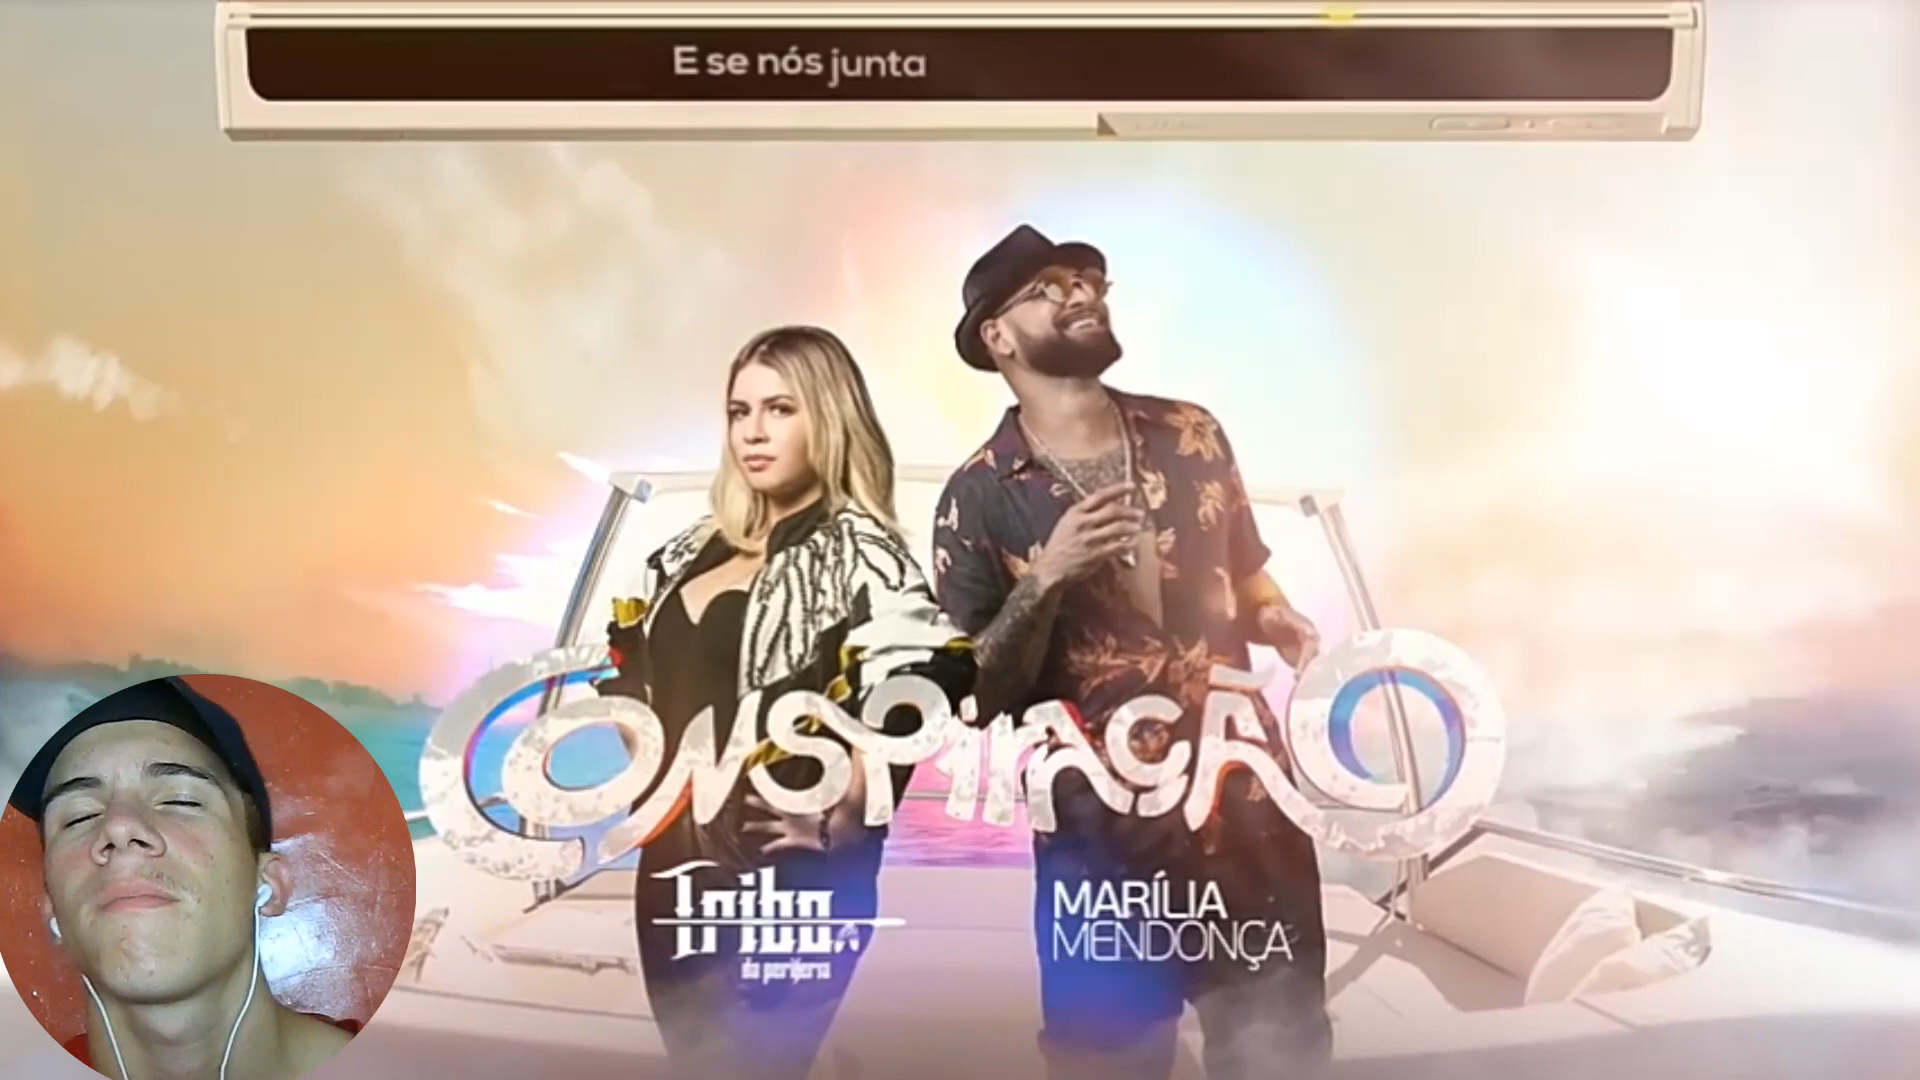 E se nós junta
Conspiração
Tribo
da periferia
MARÍLIA
MENDONÇA